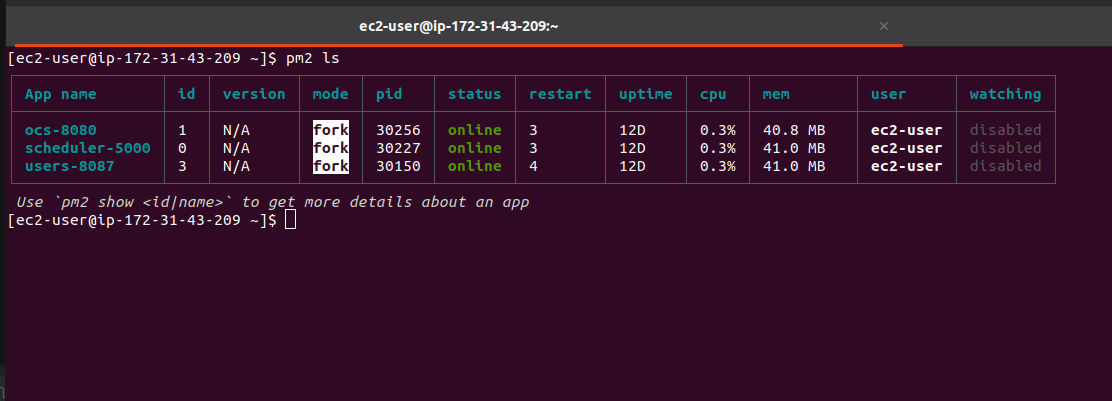 ec2-user@ip-172-31-43-209:~ ×
[ec2-user@ip-172-31-43-209 ~]$ pm2 ls
App name id version mode pid status restart uptime cpu mem user watching
ocs-8080 1 N/A fork 30256 online 3 12D 0.3% 40.8 MB ec2-user disabled
scheduler-5000 0 N/A fork 30227 online 3 12D 0.3% 41.0 MB ec2-user disabled
users-8087 3 N/A fork 30150 online 4 12D 0.3% 41.0 MB ec2-user disabled
Use `pm2 show <id|name>` to get more details about an app
[ec2-user@ip-172-31-43-209 ~]$